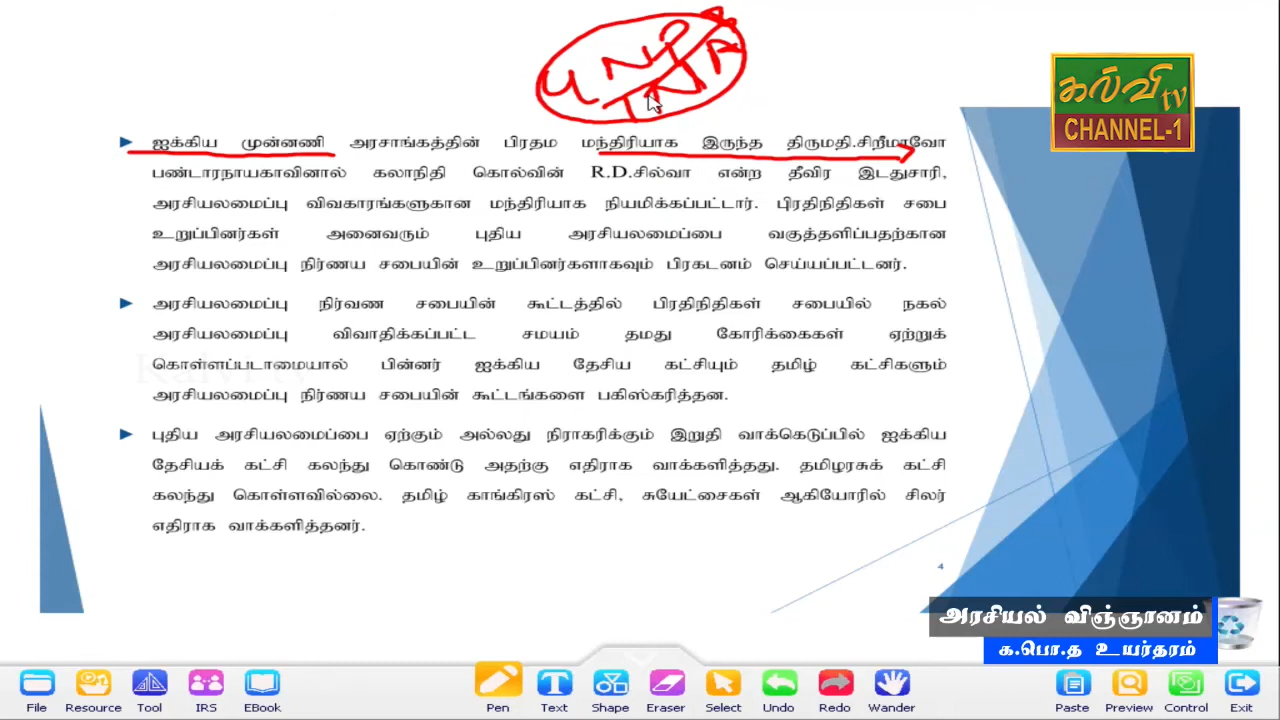 UNP
TNA
கல்வி tv
CHANNEL-1
ஐக்கிய முன்னணி அரசாங்கத்தின் பிரதம மந்திரியாக இருந்த திருமதி.சிறீமாவோ
பண்டாரநாயகாவினால் கலாநிதி கொல்வின் R.D.சில்வா என்ற தீவிர இடதுசாரி,
அரசியலமைப்பு விவகாரங்களுகான மந்திரியாக நியமிக்கப்பட்டார். பிரதிநிதிகள் சபை
உறுப்பினர்கள் அனைவரும் புதிய அரசியலமைப்பை வகுத்தளிப்பதற்கான
அரசியலமைப்பு நிர்ணய சபையின் உறுப்பினர்களாகவும் பிரகடனம் செய்யப்பட்டனர்.
அரசியலமைப்பு நிர்வண சபையின் கூட்டத்தில் பிரதிநிதிகள் சபையில் நகல்
அரசியலமைப்பு விவாதிக்கப்பட்ட சமயம் தமது கோரிக்கைகள் ஏற்றுக்
கொள்ளப்படாமையால் பின்னர் ஐக்கிய தேசிய கட்சியும் தமிழ் கட்சிகளும்
அரசியலமைப்பு நிர்ணய சபையின் கூட்டங்களை பகிஸ்கரித்தன.
புதிய அரசியலமைப்பை ஏற்கும் அல்லது நிராகரிக்கும் இறுதி வாக்கெடுப்பில் ஐக்கிய
தேசியக் கட்சி கலந்து கொண்டு அதற்கு எதிராக வாக்களித்தது. தமிழரசுக் கட்சி
கலந்து கொள்ளவில்லை. தமிழ் காங்கிரஸ் கட்சி, சுயேட்சைகள் ஆகியோரில் சிலர்
எதிராக வாக்களித்தனர்.
4
அரசியல் விஞ்ஞானம்
க.பொ.த உயர்தரம்
File Resource Tool IRS EBook Pen Text Shape Eraser Select Undo Redo Wander Paste Preview Control Exit